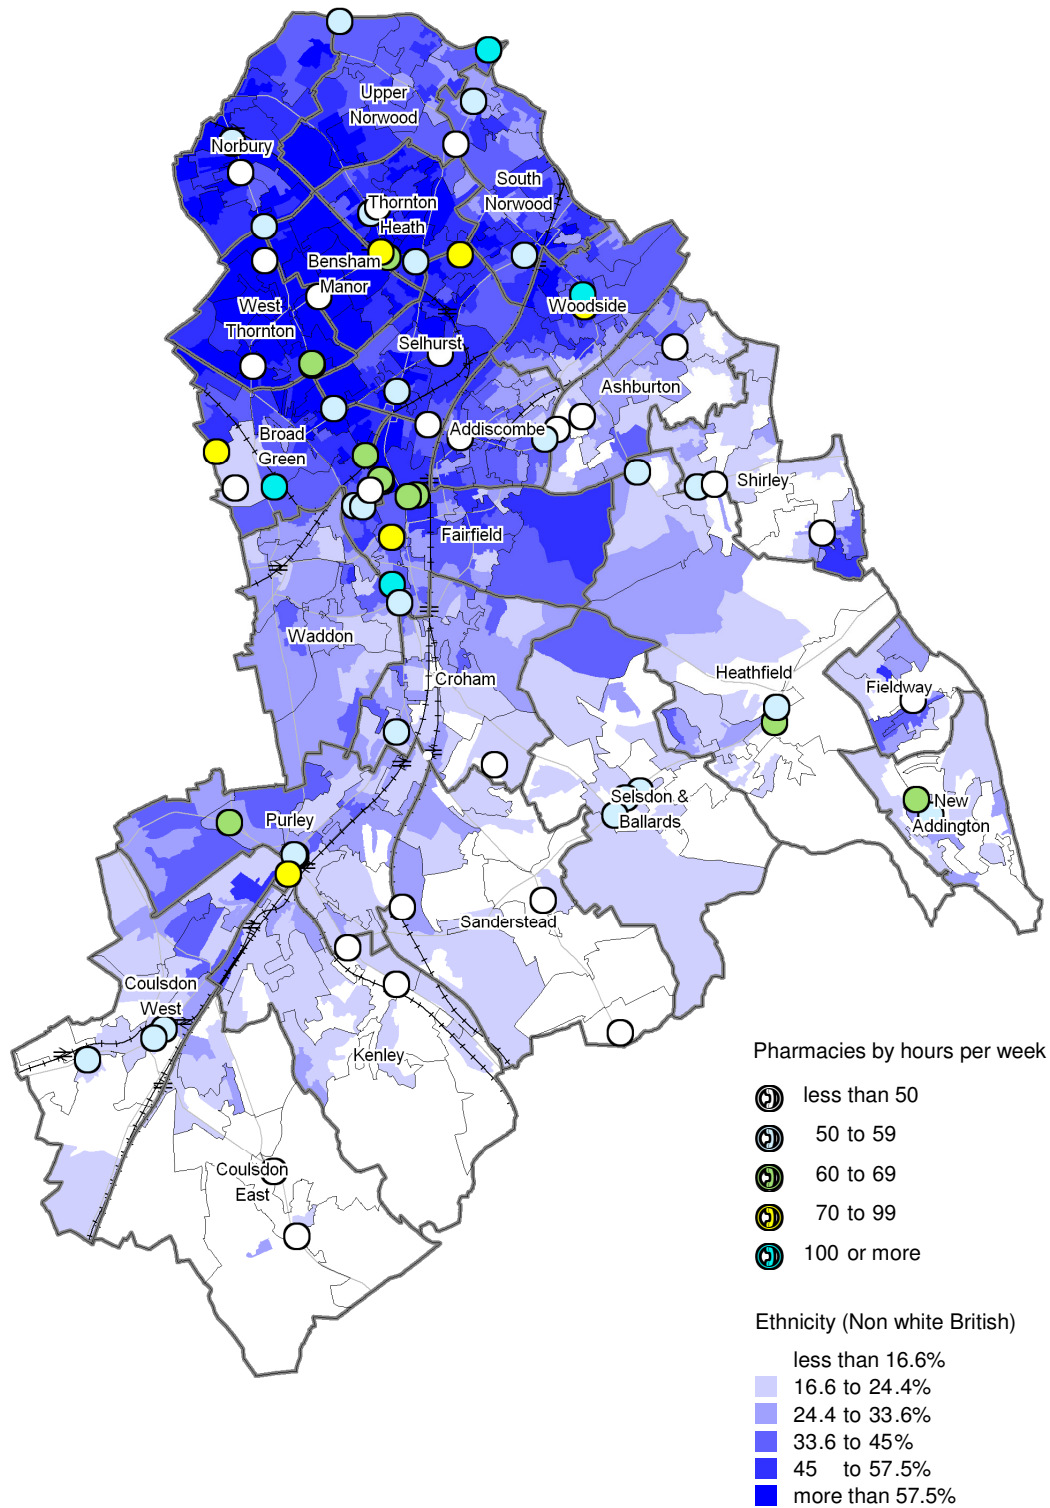 Upper
Norwood
Norbury
South
Norwood
Thornton
Heath
Bensham
Manor
West
Thornton
Woodside
Selhurst
Ashburton
Addiscombe
Broad
Green
Shirley
Fairfield
Waddon
Croham
Heathfield
Fieldway
Selsdon &
Ballards
New
Addington
Purley
Sanderstead
Coulsdon
West
Kenley
Coulsdon
East
Pharmacies by hours per week
less than 50
50 to 59
60 to 69
70 to 99
100 or more
Ethnicity (Non white British)
less than 16.6%
16.6 to 24.4%
24.4 to 33.6%
33.6 to 45%
45 to 57.5%
more than 57.5%